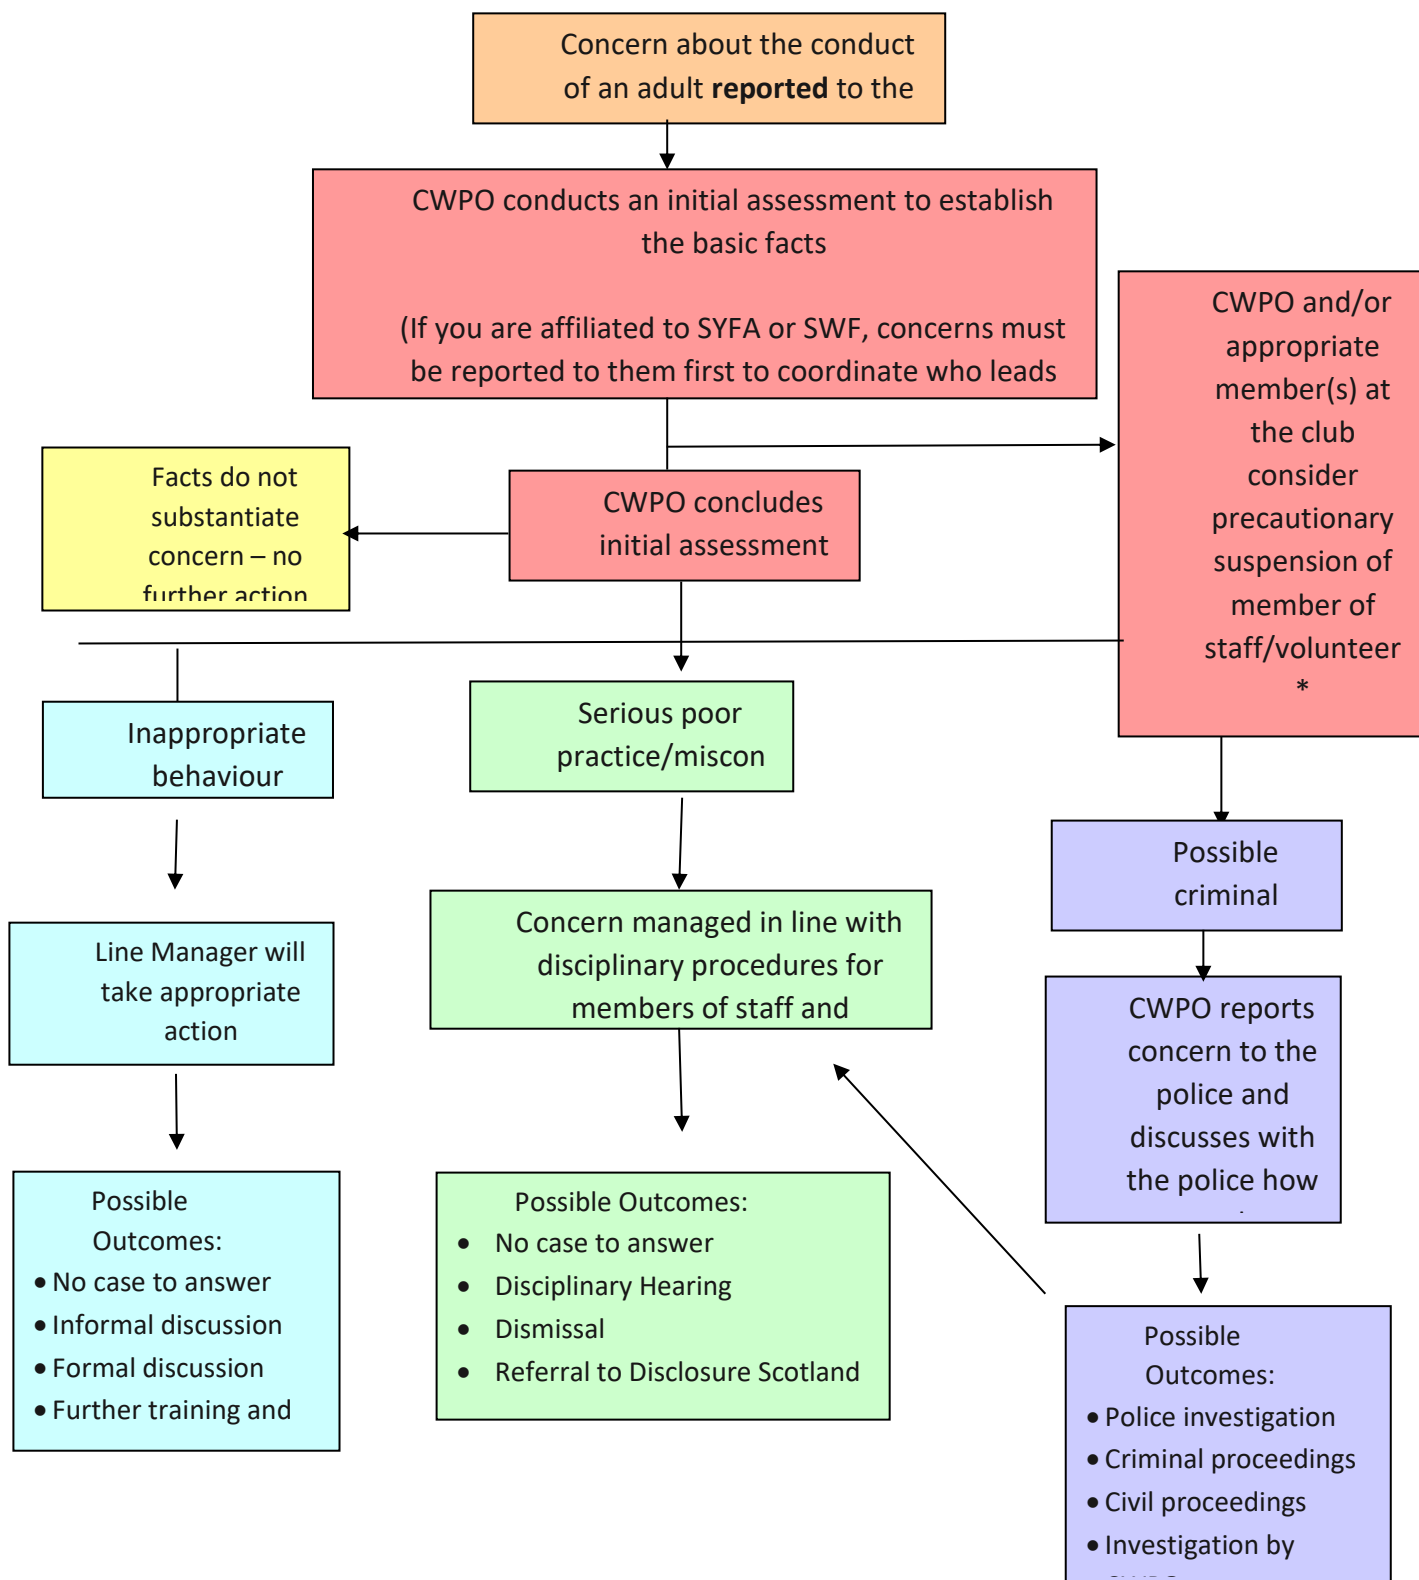 Concern about the conduct
of an adult reported to the
CWPO conducts an initial assessment to establish
the basic facts
(If you are affiliated to SYFA or SWF, concerns must
be reported to them first to coordinate who leads
CWPO and/or
appropriate
member(s) at
the club
consider
precautionary
suspension of
member of
staff/volunteer
*
Facts do not
substantiate
concern – no
further action
CWPO concludes
initial assessment
Inappropriate
behaviour
Serious poor
practice/miscon
Possible
criminal
Line Manager will
take appropriate
action
Concern managed in line with
disciplinary procedures for
members of staff and
CWPO reports
concern to the
police and
discusses with
the police how
Possible
Outcomes:
• No case to answer
• Informal discussion
• Formal discussion
• Further training and
Possible Outcomes:
• No case to answer
• Disciplinary Hearing
• Dismissal
• Referral to Disclosure Scotland
Possible
Outcomes:
• Police investigation
• Criminal proceedings
• Civil proceedings
• Investigation by